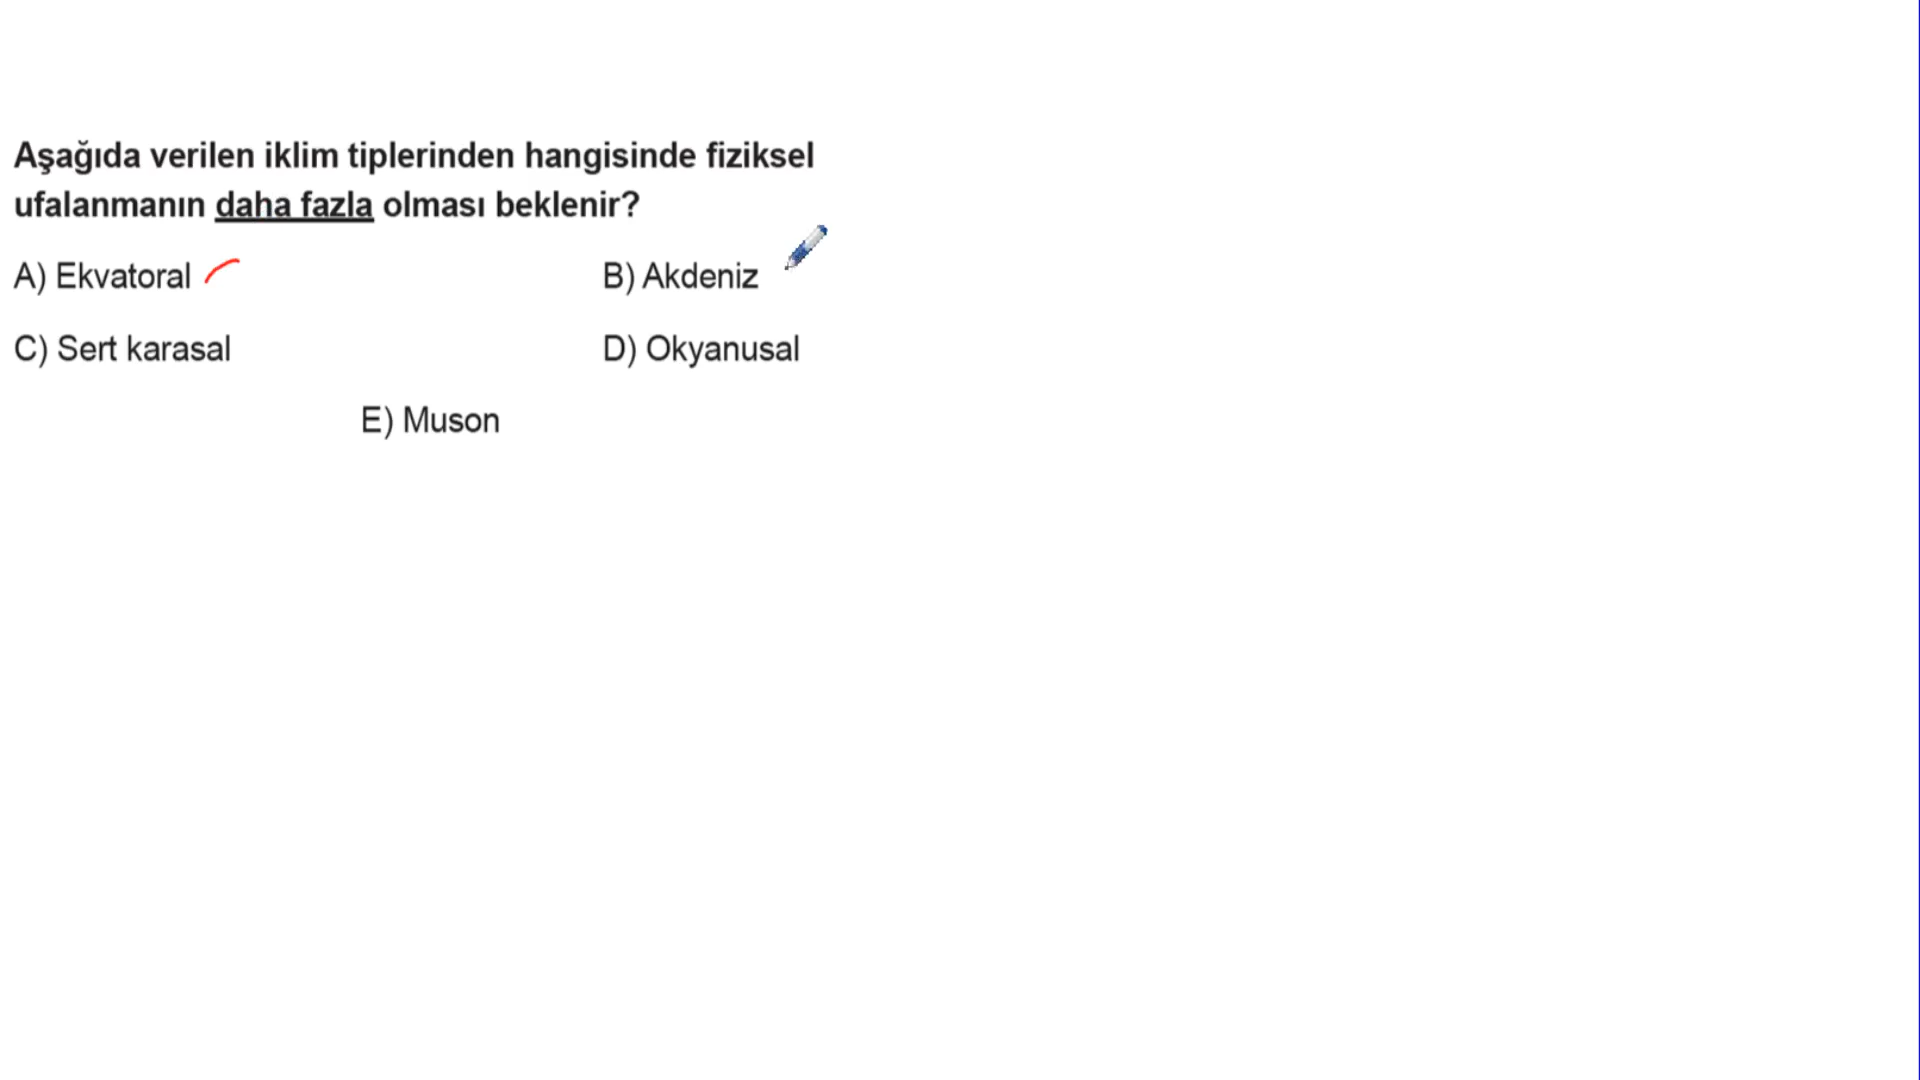 Aşağıda verilen iklim tiplerinden hangisinde fiziksel
ufalanmanın daha fazla olması beklenir?
A) Ekvatoral
B) Akdeniz
C) Sert karasal
D) Okyanusal
E) Muson